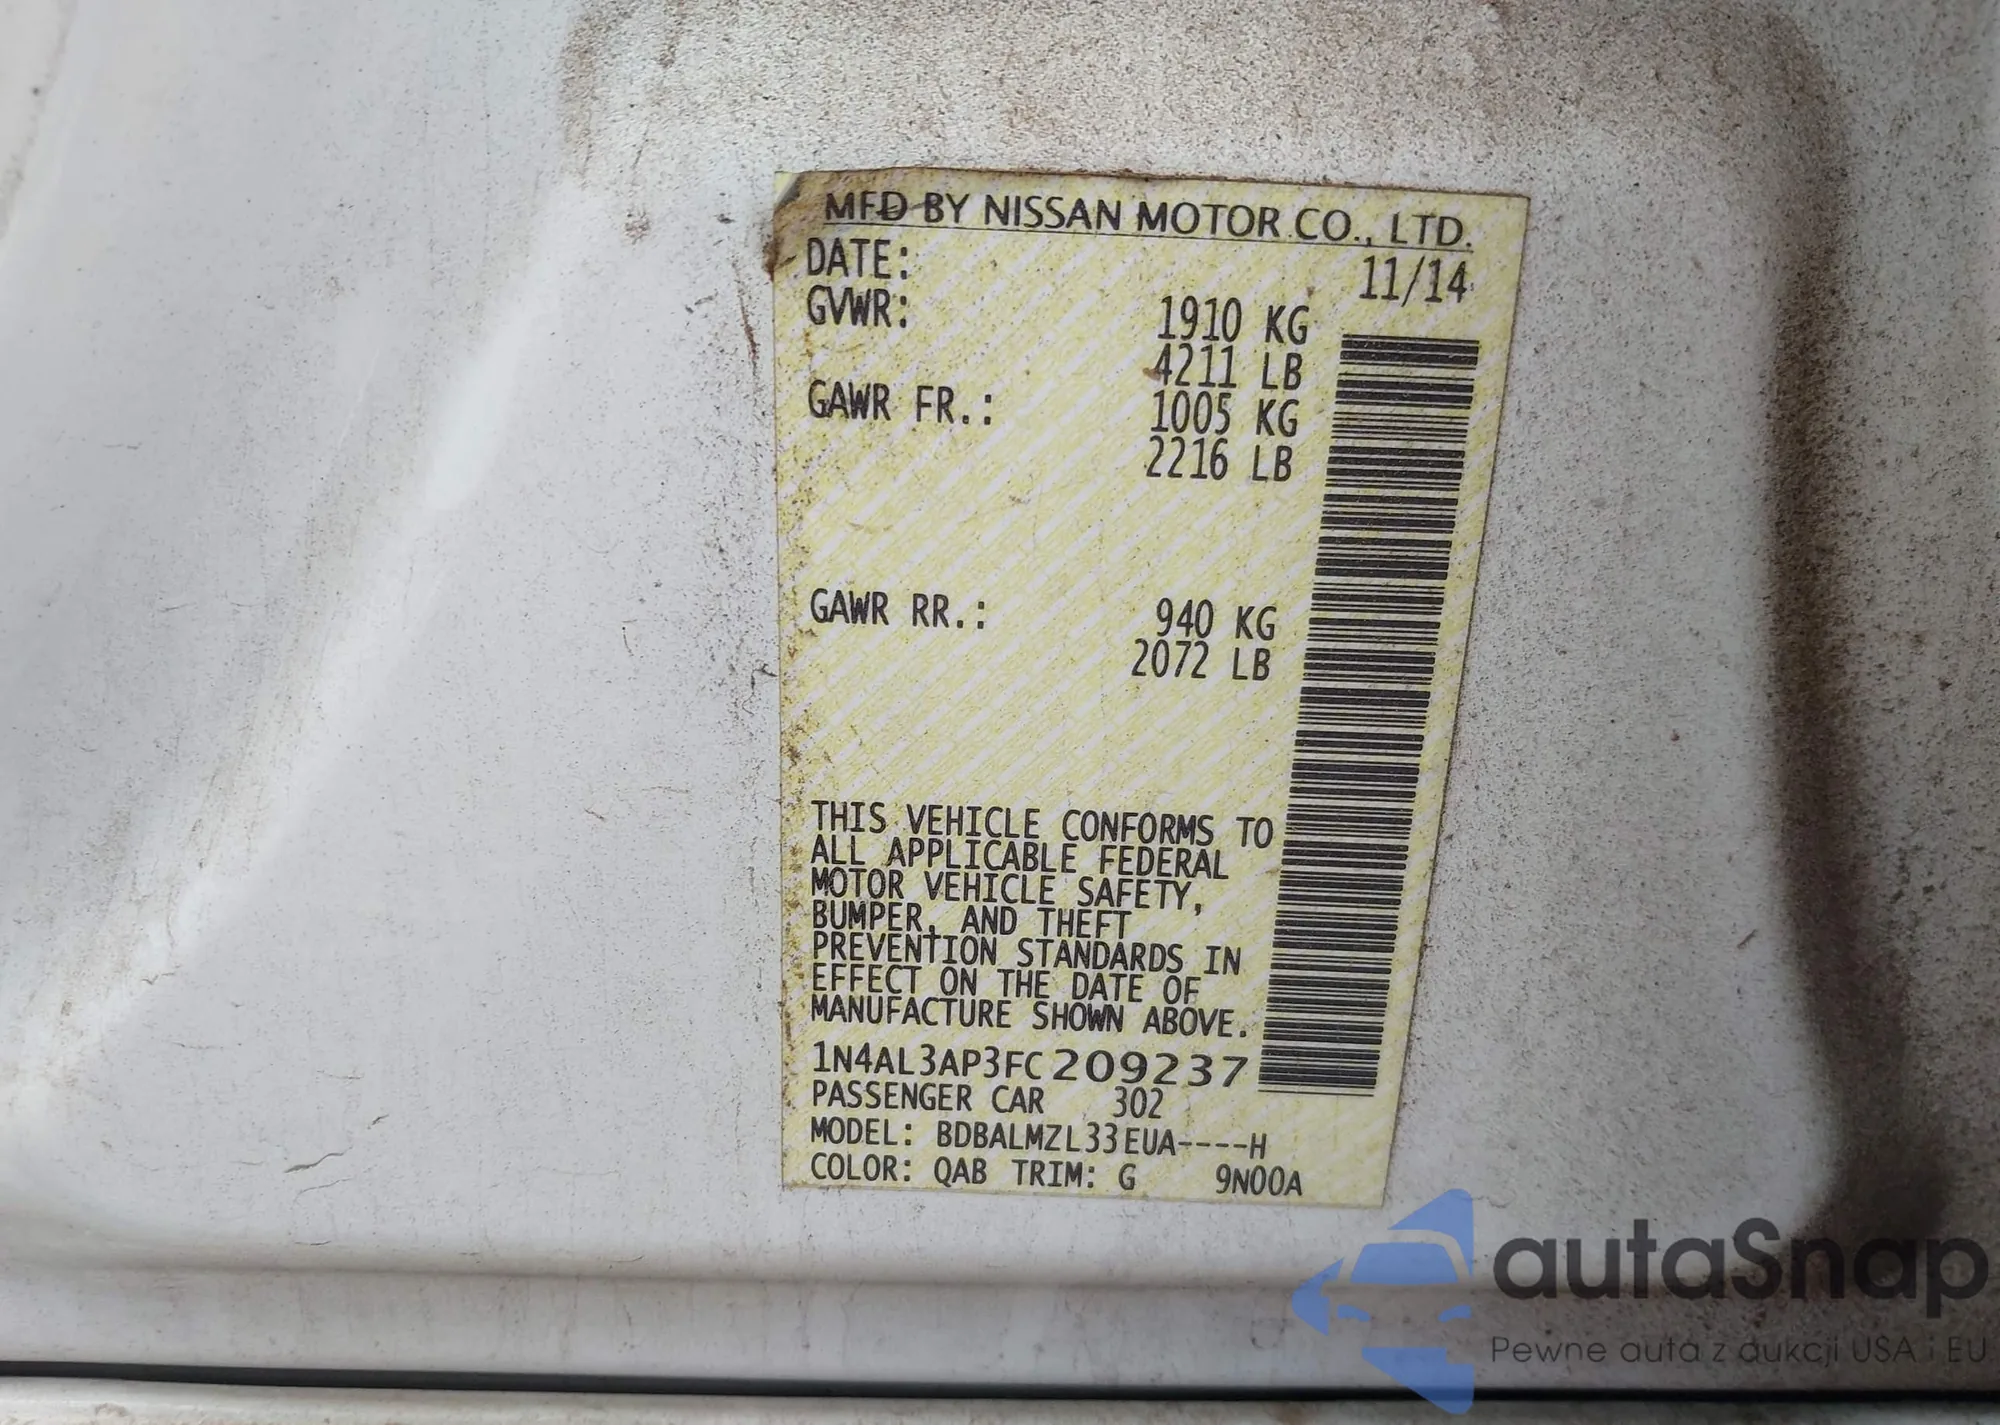 MFD BY NISSAN MOTOR CO., LTD.
DATE: 11/14
GVWR: 1910 KG
4211 LB
GAWR FR.: 1005 KG
2216 LB
GAWR RR.: 940 KG
2072 LB
THIS VEHICLE CONFORMS TO
ALL APPLICABLE FEDERAL
MOTOR VEHICLE SAFETY,
BUMPER, AND THEFT
PREVENTION STANDARDS IN
EFFECT ON THE DATE OF
MANUFACTURE SHOWN ABOVE.
1N4AL3AP3FC209237
PASSENGER CAR 302
MODEL: BDBALMZL33EUA----H
COLOR: QAB TRIM: G 9N00A
autaSnap
Pewne auta z aukcji USA i EU